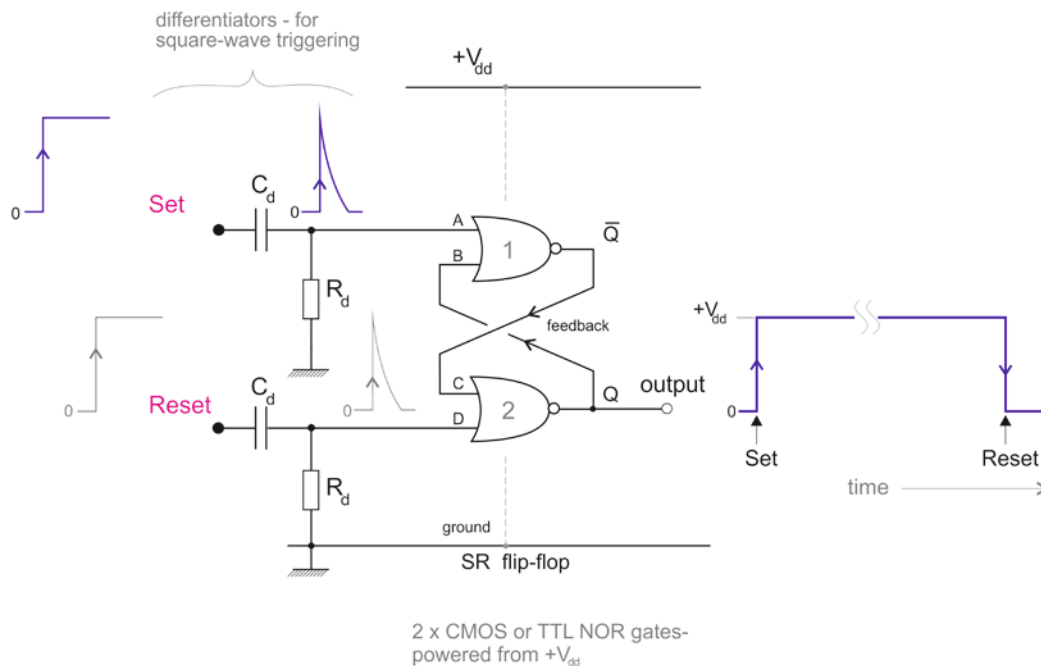 differentiators - for
square-wave triggering
+Vdd
0
Set
Cd
0
A
B
1
Q̅
Rd
feedback
+Vdd
0
Reset
Cd
0
C
D
2
Q
output
0
Set
Reset
Rd
time
ground
SR flip-flop
2 x CMOS or TTL NOR gates-
powered from +Vdd